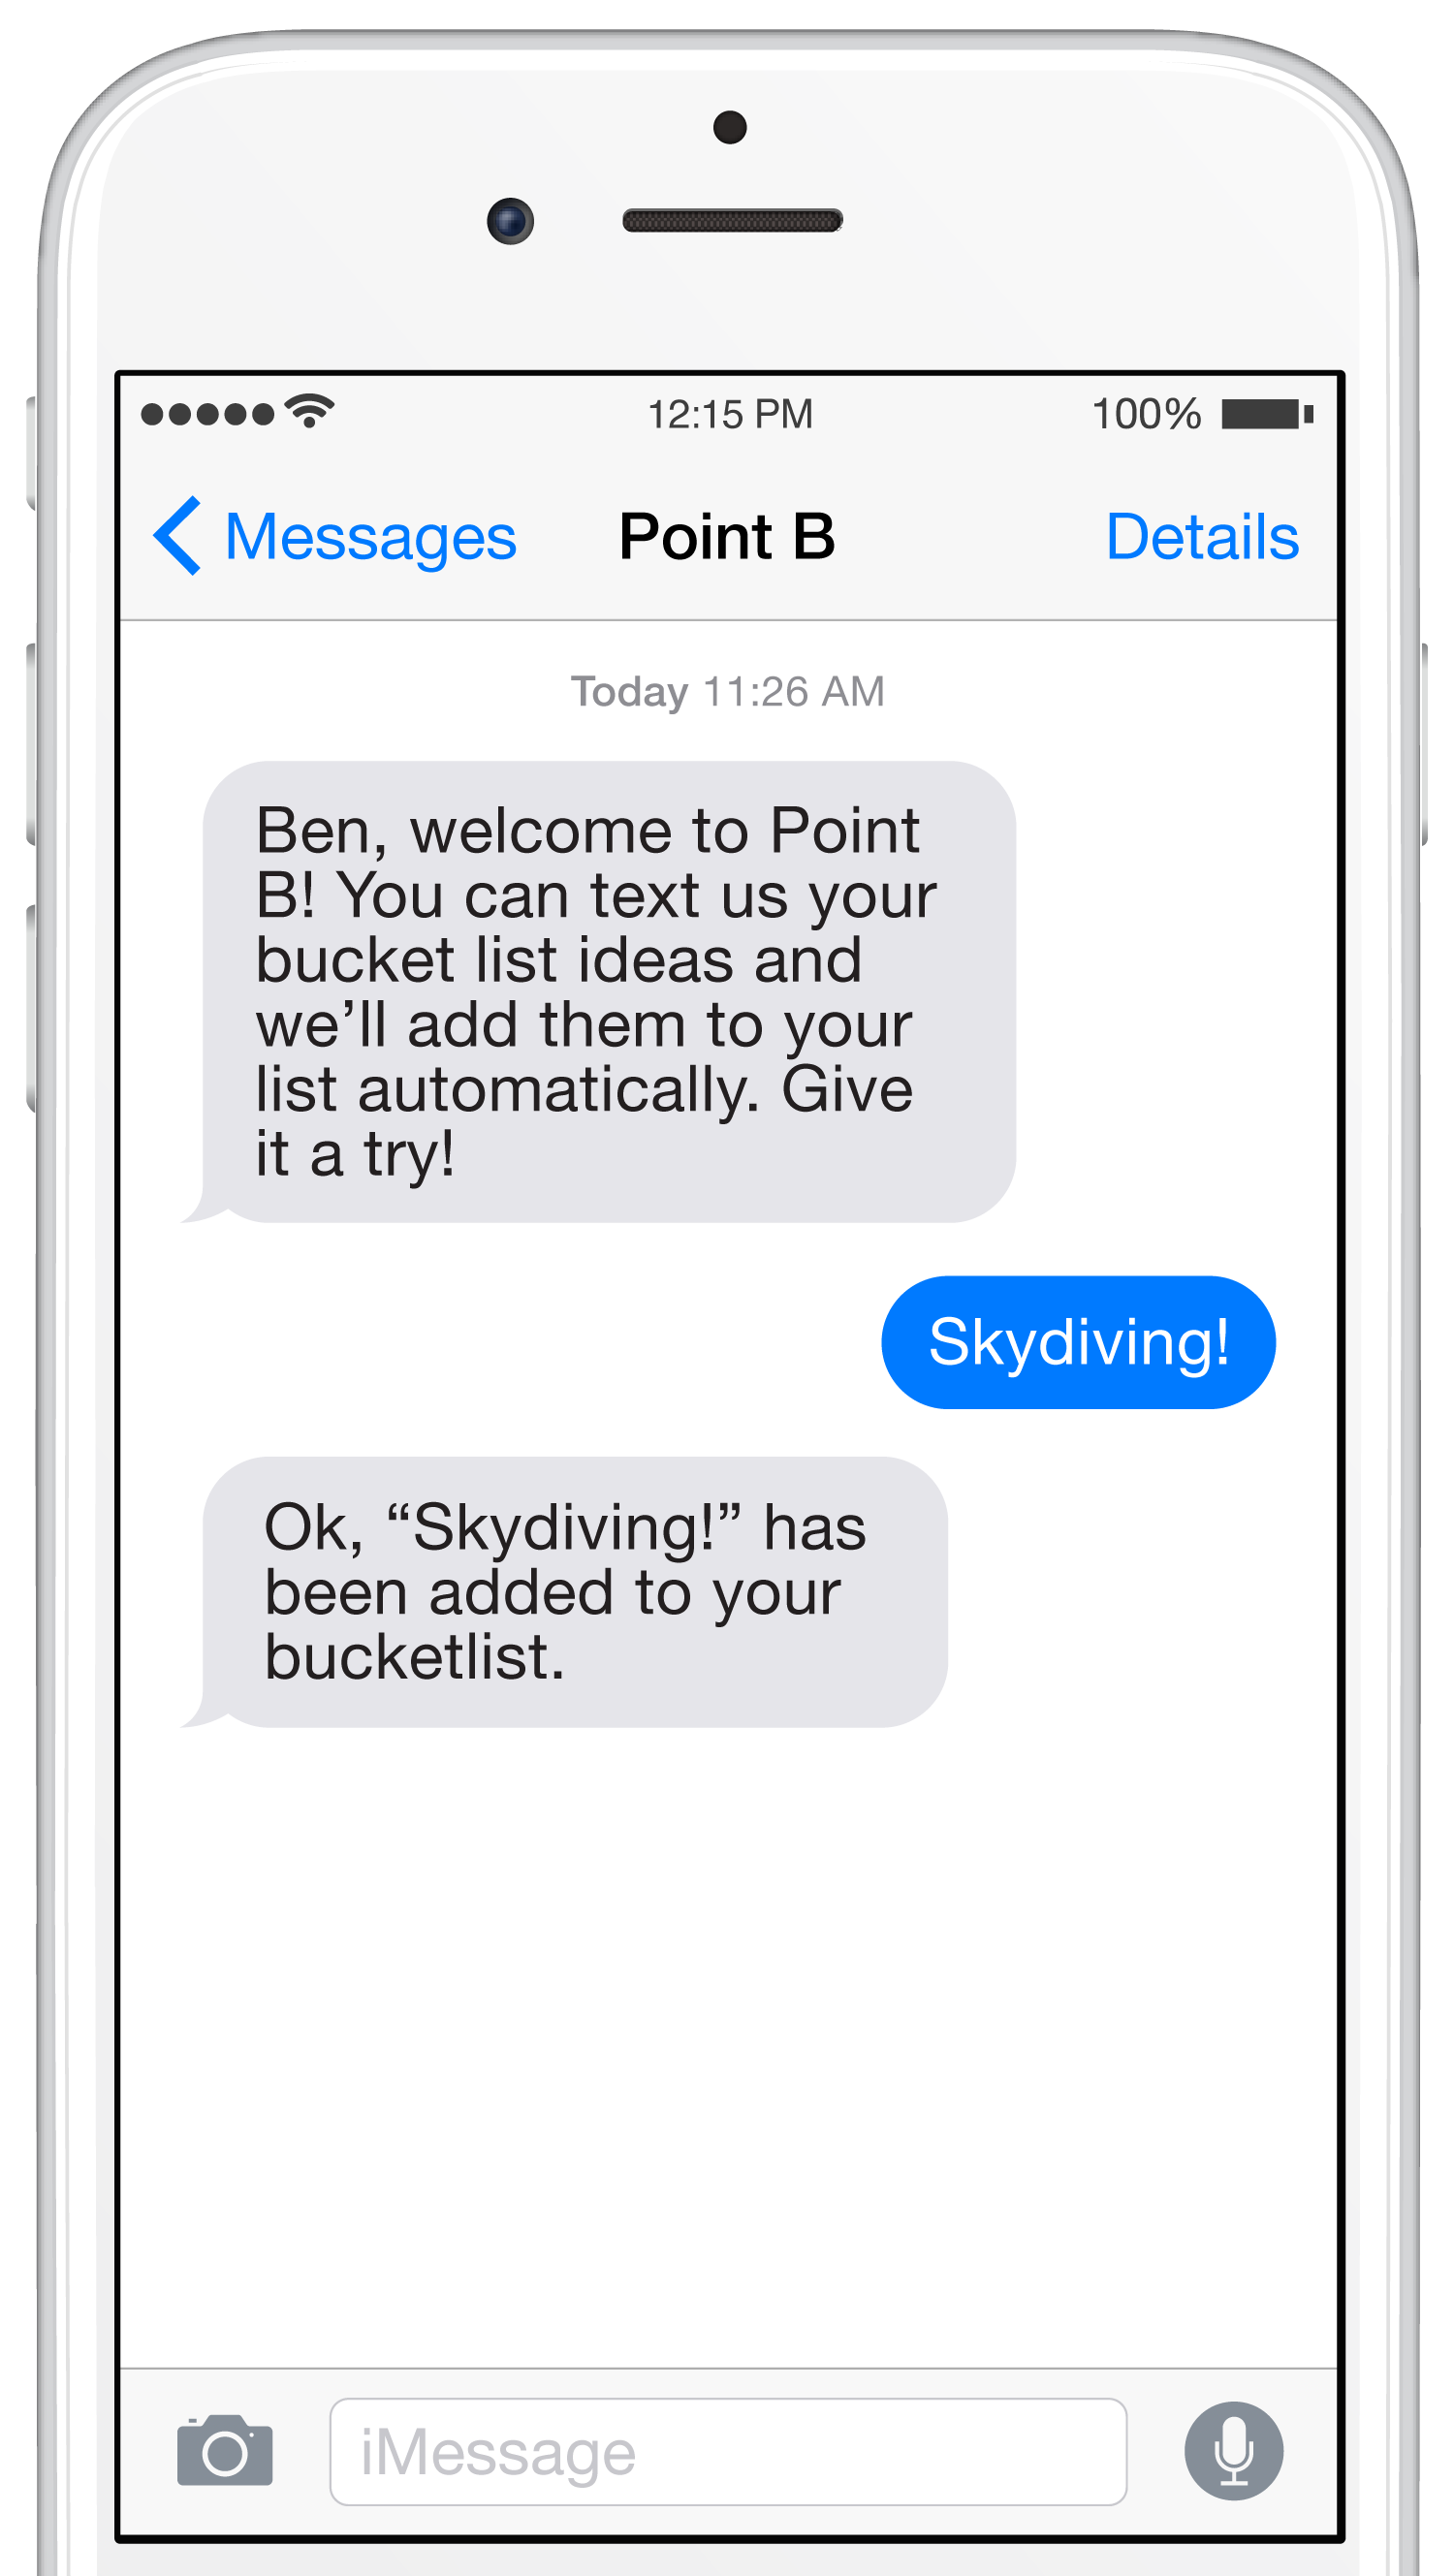 12:15 PM 100%
Messages Point B Details
Today 11:26 AM
Ben, welcome to Point
B! You can text us your
bucket list ideas and
we’ll add them to your
list automatically. Give
it a try!
Skydiving!
Ok, “Skydiving!” has
been added to your
bucketlist.
iMessage